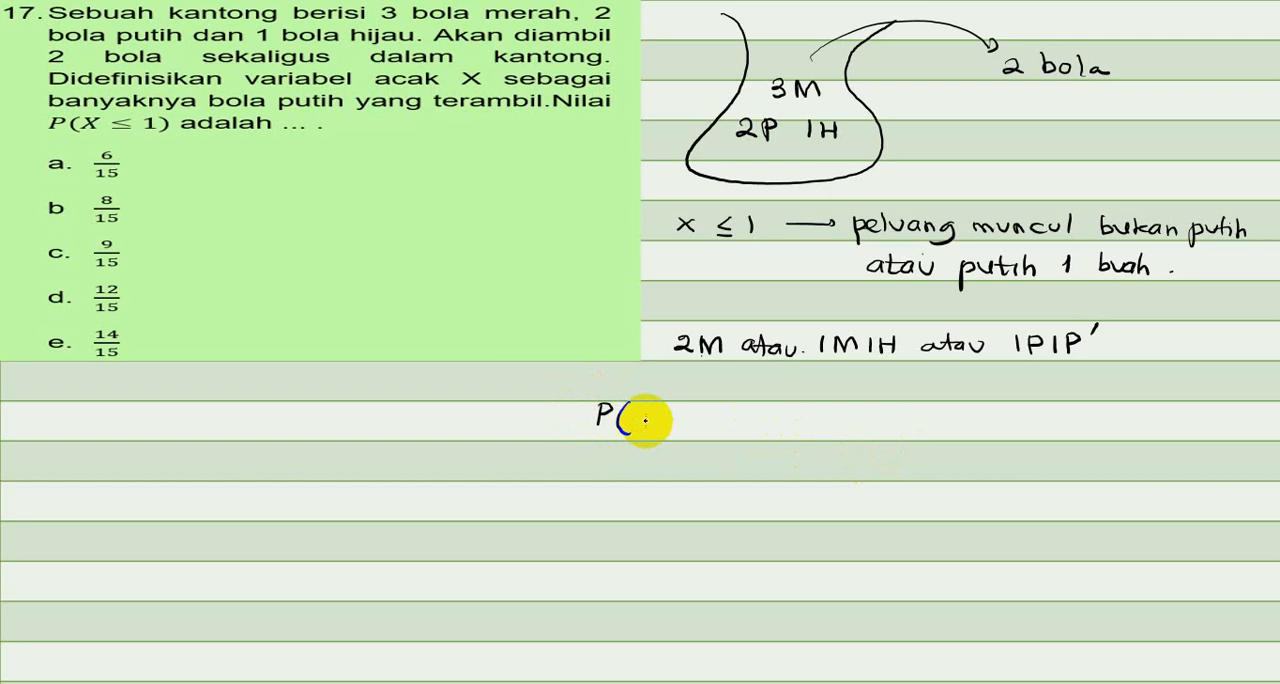 17. Sebuah kantong berisi 3 bola merah, 2
bola putih dan 1 bola hijau. Akan diambil
2 bola sekaligus dalam kantong.
Didefinisikan variabel acak X sebagai
banyaknya bola putih yang terambil.Nilai
P(X ≤ 1) adalah ... .
a. 6/15
b 8/15
c. 9/15
d. 12/15
e. 14/15
2 bola
3M
2P 1H
x ≤ 1 → peluang muncul bukan putih
atau putih 1 buah .
2M atau. 1M1H atau 1P1P'
P(